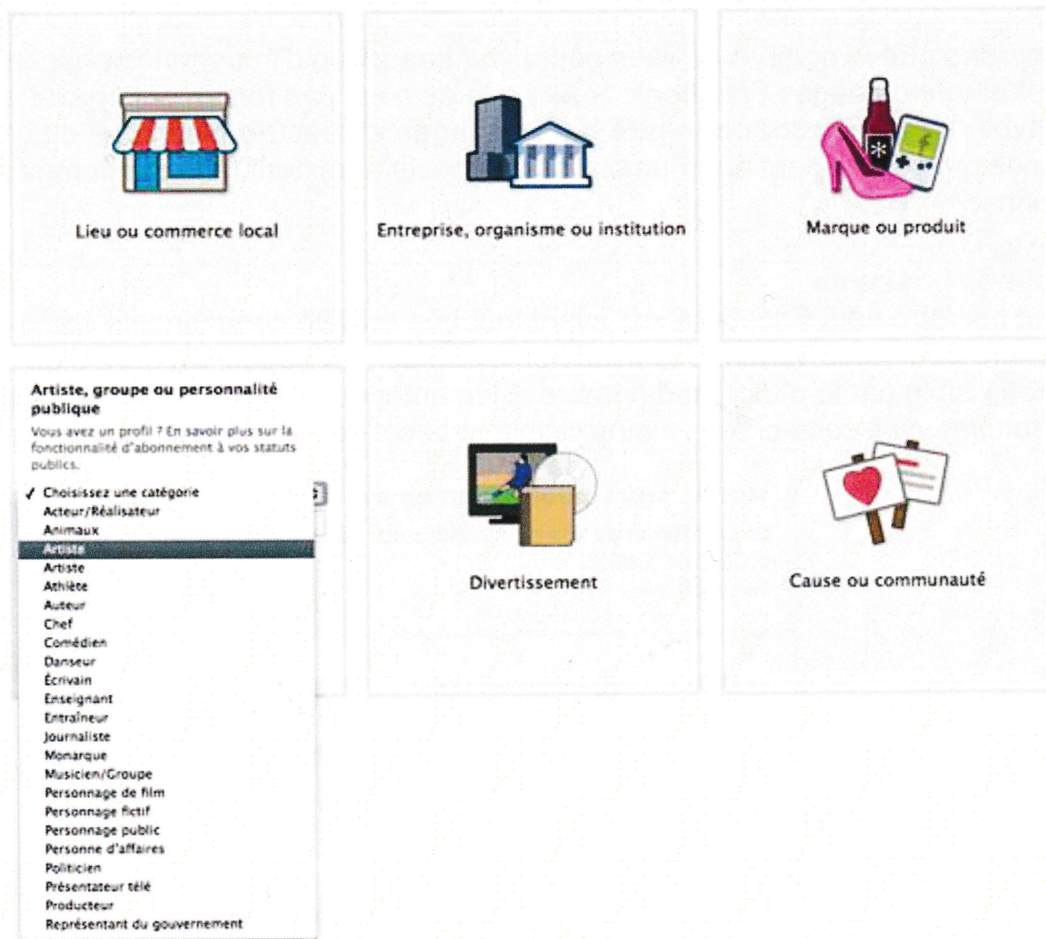 Lieu ou commerce local
Entreprise, organisme ou institution
Marque ou produit
Artiste, groupe ou personnalité
publique
Vous avez un profil ? En savoir plus sur la
fonctionnalité d'abonnement à vos statuts
publics.
✓ Choisissez une catégorie
Acteur/Réalisateur
Animaux
Artiste
Artiste
Athlète
Auteur
Chef
Comédien
Danseur
Écrivain
Enseignant
Entraîneur
Journaliste
Monarque
Musicien/Groupe
Personnage de film
Personnage fictif
Personnage public
Personne d'affaires
Politicien
Présentateur télé
Producteur
Représentant du gouvernement
Divertissement
Cause ou communauté